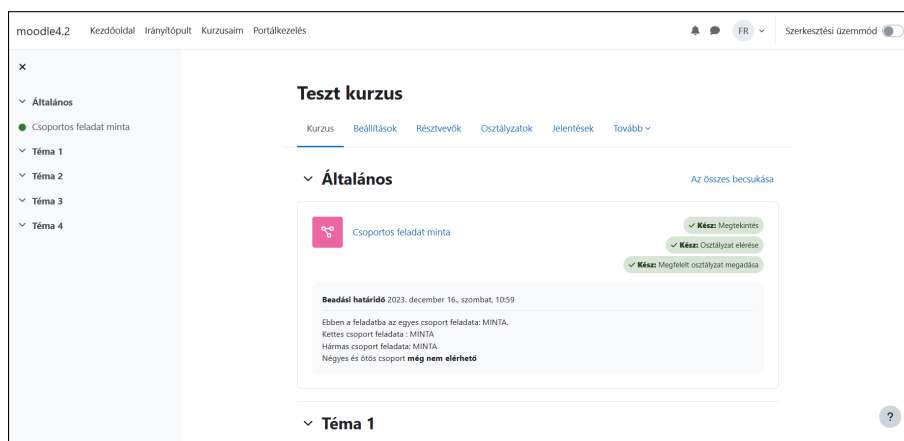 moodle4.2 Kezdőoldal Irányítópult Kurzusaim Portálkezelés FR Szerkesztési üzemmód
Általános
Csoportos feladat minta
Téma 1
Téma 2
Téma 3
Téma 4
Teszt kurzus
Kurzus Beállítások Résztvevők Osztályzatok Jelentések Tovább
Általános
Az összes becsukása
Csoportos feladat minta
✓ Kész: Megtekintés
✓ Kész: Osztályzat elérése
✓ Kész: Megfelelt osztályzat megadása
Beadási határidő 2023. december 16., szombat, 10:59
Ebben a feladatba az egyes csoport feladata: MINTA.
Kettes csoport feladata : MINTA
Hármas csoport feladata: MINTA
Négyes és ötös csoport még nem elérhető
Téma 1
?